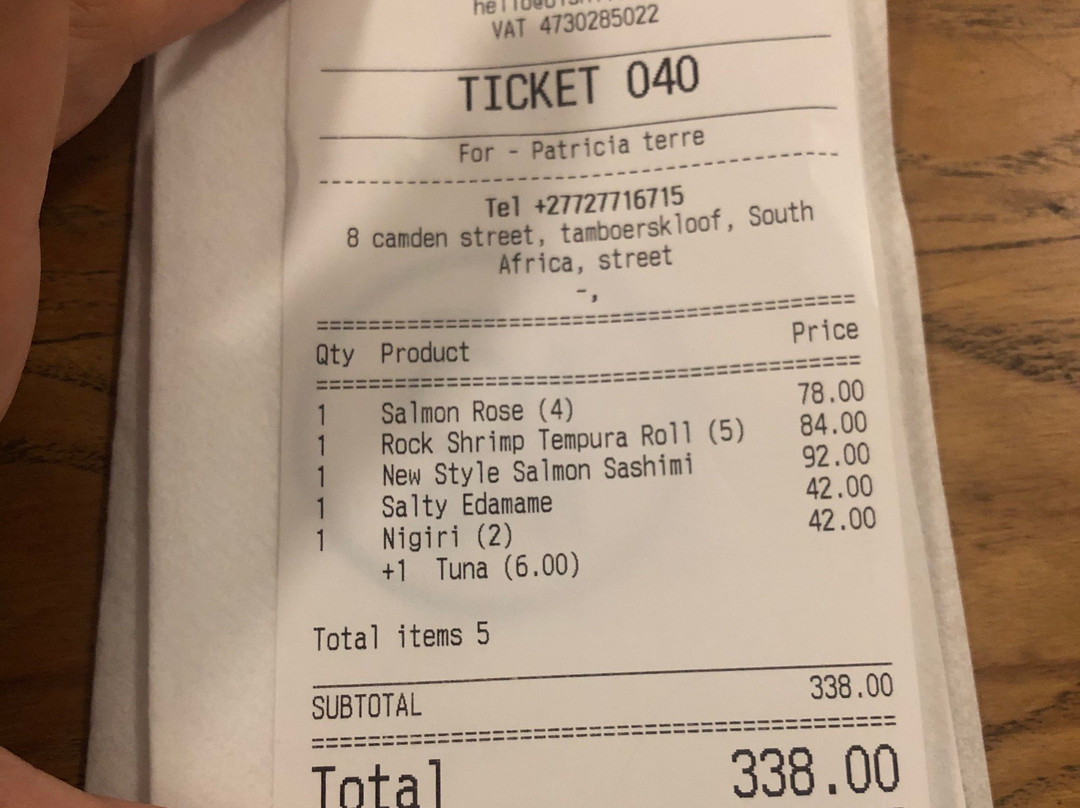 VAT 4730285022
TICKET 040
For - Patricia terre
Tel +27727716715
8 camden street, tamboerskloof, South
Africa, street
-,
Qty Product Price
1 Salmon Rose (4) 78.00
1 Rock Shrimp Tempura Roll (5) 84.00
1 New Style Salmon Sashimi 92.00
1 Salty Edamame 42.00
1 Nigiri (2) 42.00
+1 Tuna (6.00)
Total items 5
SUBTOTAL 338.00
Total 338.00